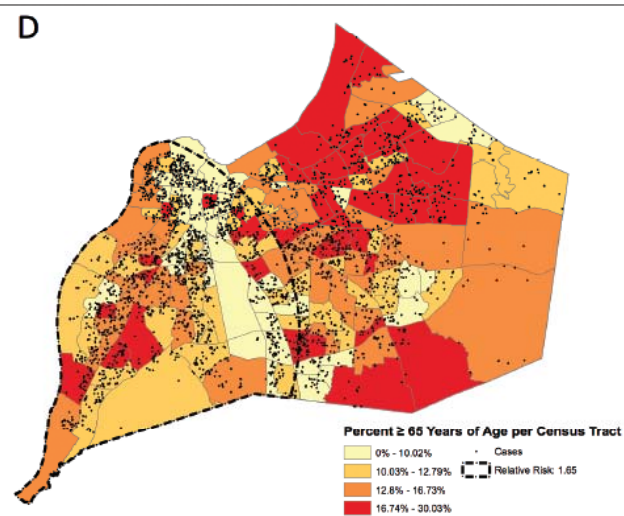 D
Percent ≥ 65 Years of Age per Census Tract
0% - 10.02%
Cases
10.03% - 12.79%
Relative Risk: 1.65
12.8% - 16.73%
16.74% - 30.03%